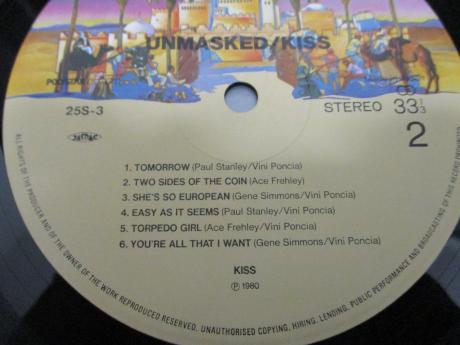 UNMASKED/KISS
25S-3
JASRAC
STEREO 33 1/3
2
1. TOMORROW (Paul Stanley/Vini Poncia)
2. TWO SIDES OF THE COIN (Ace Frehley)
3. SHE'S SO EUROPEAN (Gene Simmons/Vini Poncia)
4. EASY AS IT SEEMS (Paul Stanley/Vini Poncia)
5. TORPEDO GIRL (Ace Frehley/Vini Poncia)
6. YOU'RE ALL THAT I WANT (Gene Simmons/Vini Poncia)
KISS
Ⓟ 1980
ALL RIGHTS OF THE PRODUCER AND OF THE OWNER OF THE WORK REPRODUCED RESERVED. UNAUTHORISED COPYING, HIRING, LENDING, PUBLIC PERFORMANCE AND BROADCASTING OF THIS RECORD PROHIBITED